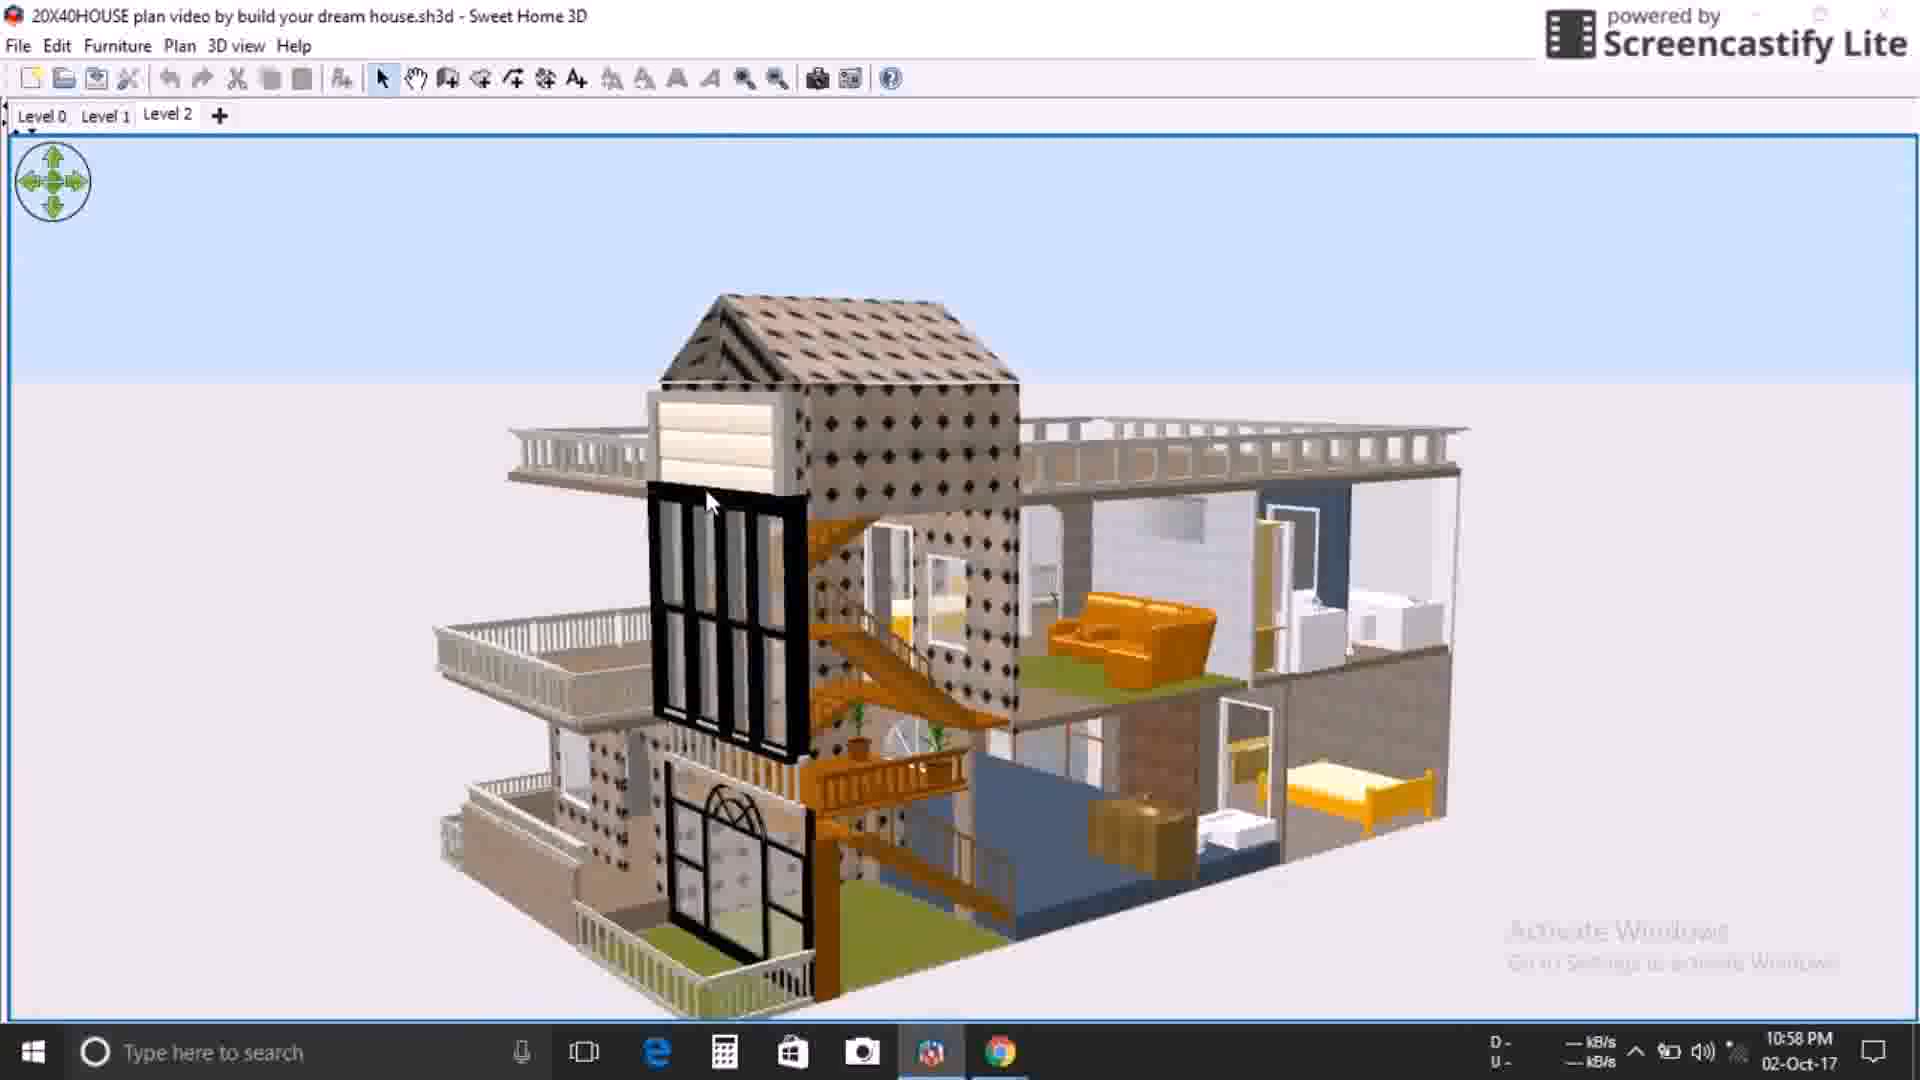 20X40HOUSE plan video by build your dream house.sh3d - Sweet Home 3D
powered by
Screencastify Lite
File Edit Furniture Plan 3D view Help
Level 0 Level 1 Level 2
Activate Windows
Go to Settings to activate Windows.
Type here to search
D - --- kB/s
U - --- kB/s
10:58 PM
02-Oct-17